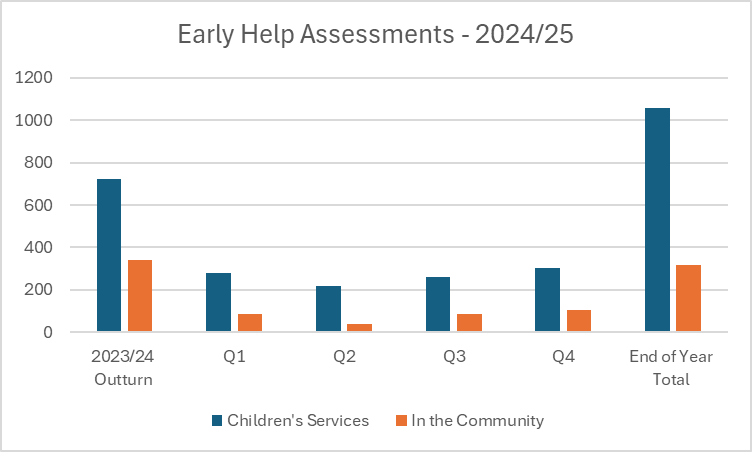 Early Help Assessments - 2024/25
1200
1000
800
600
400
200
0
2023/24 Outturn
Q1
Q2
Q3
Q4
End of Year Total
Children's Services
In the Community